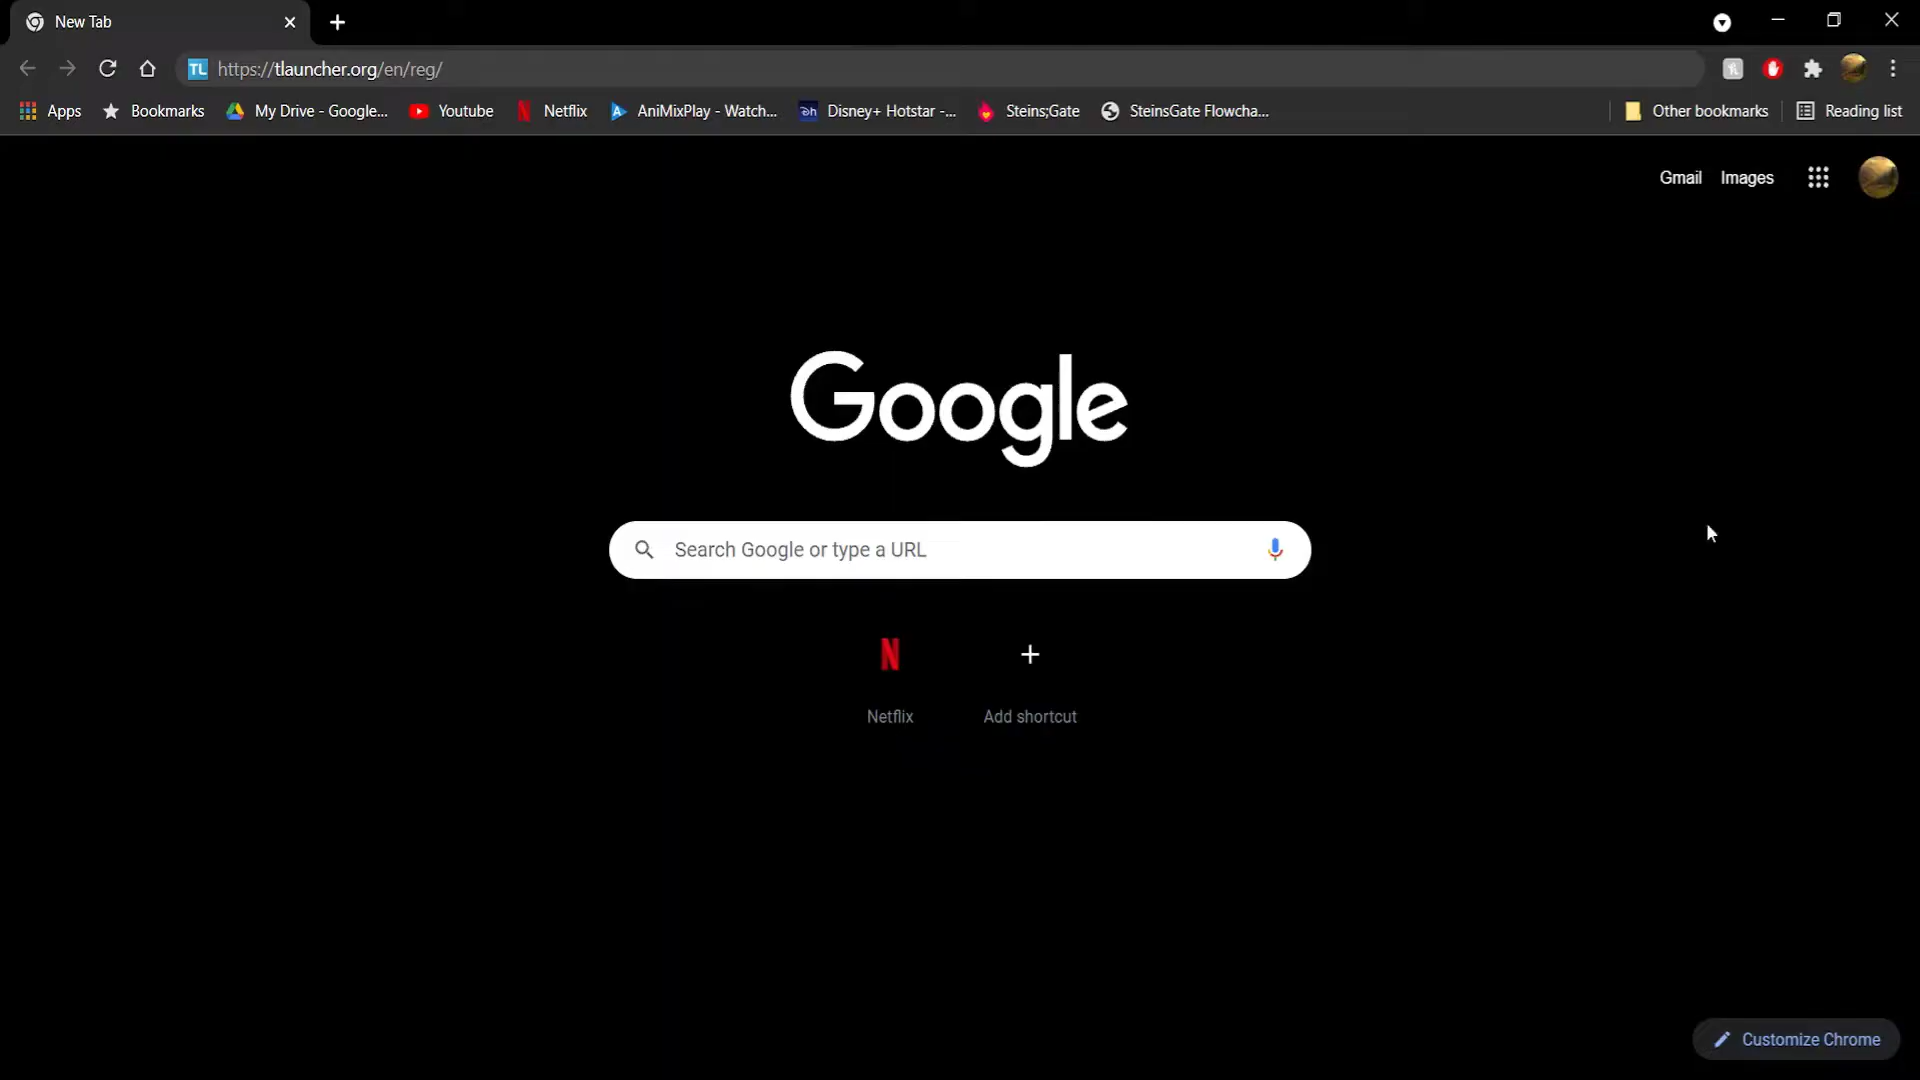 New Tab
TL https://tlauncher.org/en/reg/
Apps Bookmarks My Drive - Google... Youtube Netflix AniMixPlay - Watch... Disney+ Hotstar -... Steins;Gate SteinsGate Flowcha... Other bookmarks Reading list
Gmail Images
Google
Search Google or type a URL
N
Netflix Add shortcut
Customize Chrome